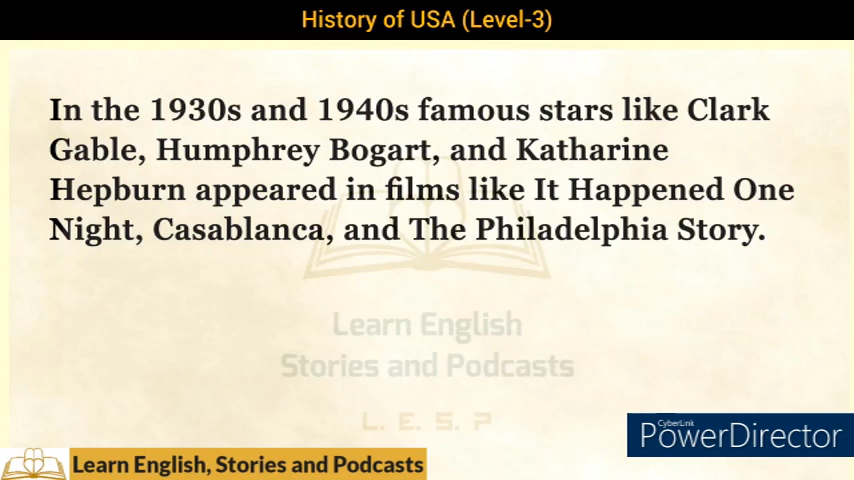 History of USA (Level-3)
In the 1930s and 1940s famous stars like Clark
Gable, Humphrey Bogart, and Katharine
Hepburn appeared in films like It Happened One
Night, Casablanca, and The Philadelphia Story.
Learn English
Stories and Podcasts
L. E. S. P
CyberLink
PowerDirector
Learn English, Stories and Podcasts